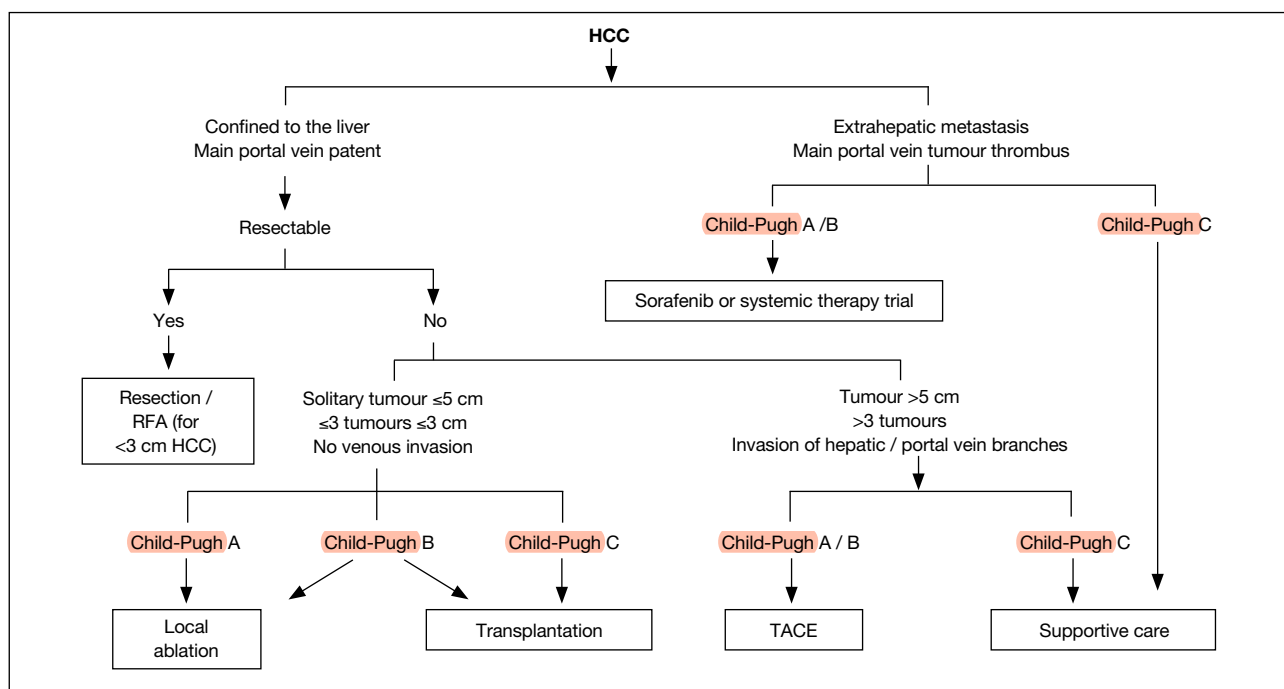 HCC
Confined to the liver
Main portal vein patent
Extrahepatic metastasis
Main portal vein tumour thrombus
Resectable
Child-Pugh A /B
Child-Pugh C
Sorafenib or systemic therapy trial
Yes
No
Resection /
RFA (for
<3 cm HCC)
Solitary tumour ≤5 cm
≤3 tumours ≤3 cm
No venous invasion
Tumour >5 cm
>3 tumours
Invasion of hepatic / portal vein branches
Child-Pugh A
Child-Pugh B
Child-Pugh C
Child-Pugh A / B
Child-Pugh C
Local
ablation
Transplantation
TACE
Supportive care